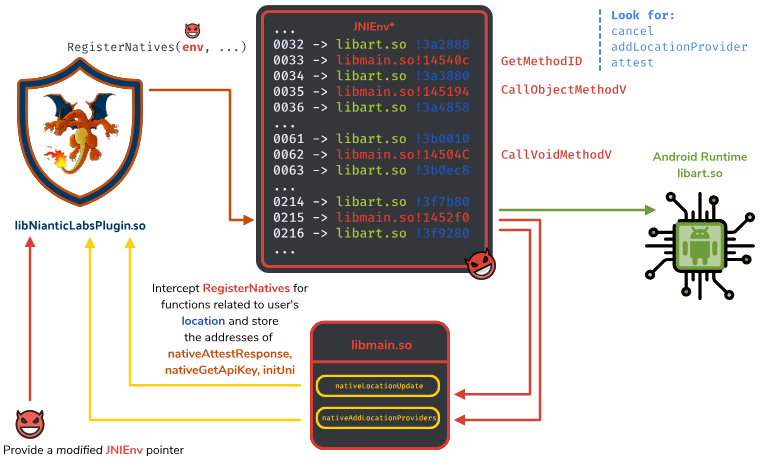 RegisterNatives(env, ...)
libNianticLabsPlugin.so
JNIEnv*
...
0032 -> libart.so !3a2888
0033 -> libmain.so!14540c
0034 -> libart.so !3a3880
0035 -> libmain.so!145194
0036 -> libart.so !3a4858
...
0061 -> libart.so !3b0010
0062 -> libmain.so!14504C
0063 -> libart.so !3b0ec8
...
0214 -> libart.so !3f7b80
0215 -> libmain.so!1452f0
0216 -> libart.so !3f9280
...
GetMethodID
CallObjectMethodV
CallVoidMethodV
Look for:
cancel
addLocationProvider
attest
Android Runtime
libart.so
Intercept RegisterNatives for
functions related to user's
location and store
the addresses of
nativeAttestResponse,
nativeGetApiKey, initJni
libmain.so
nativeLocationUpdate
nativeAddLocationProviders
Provide a modified JNIEnv pointer